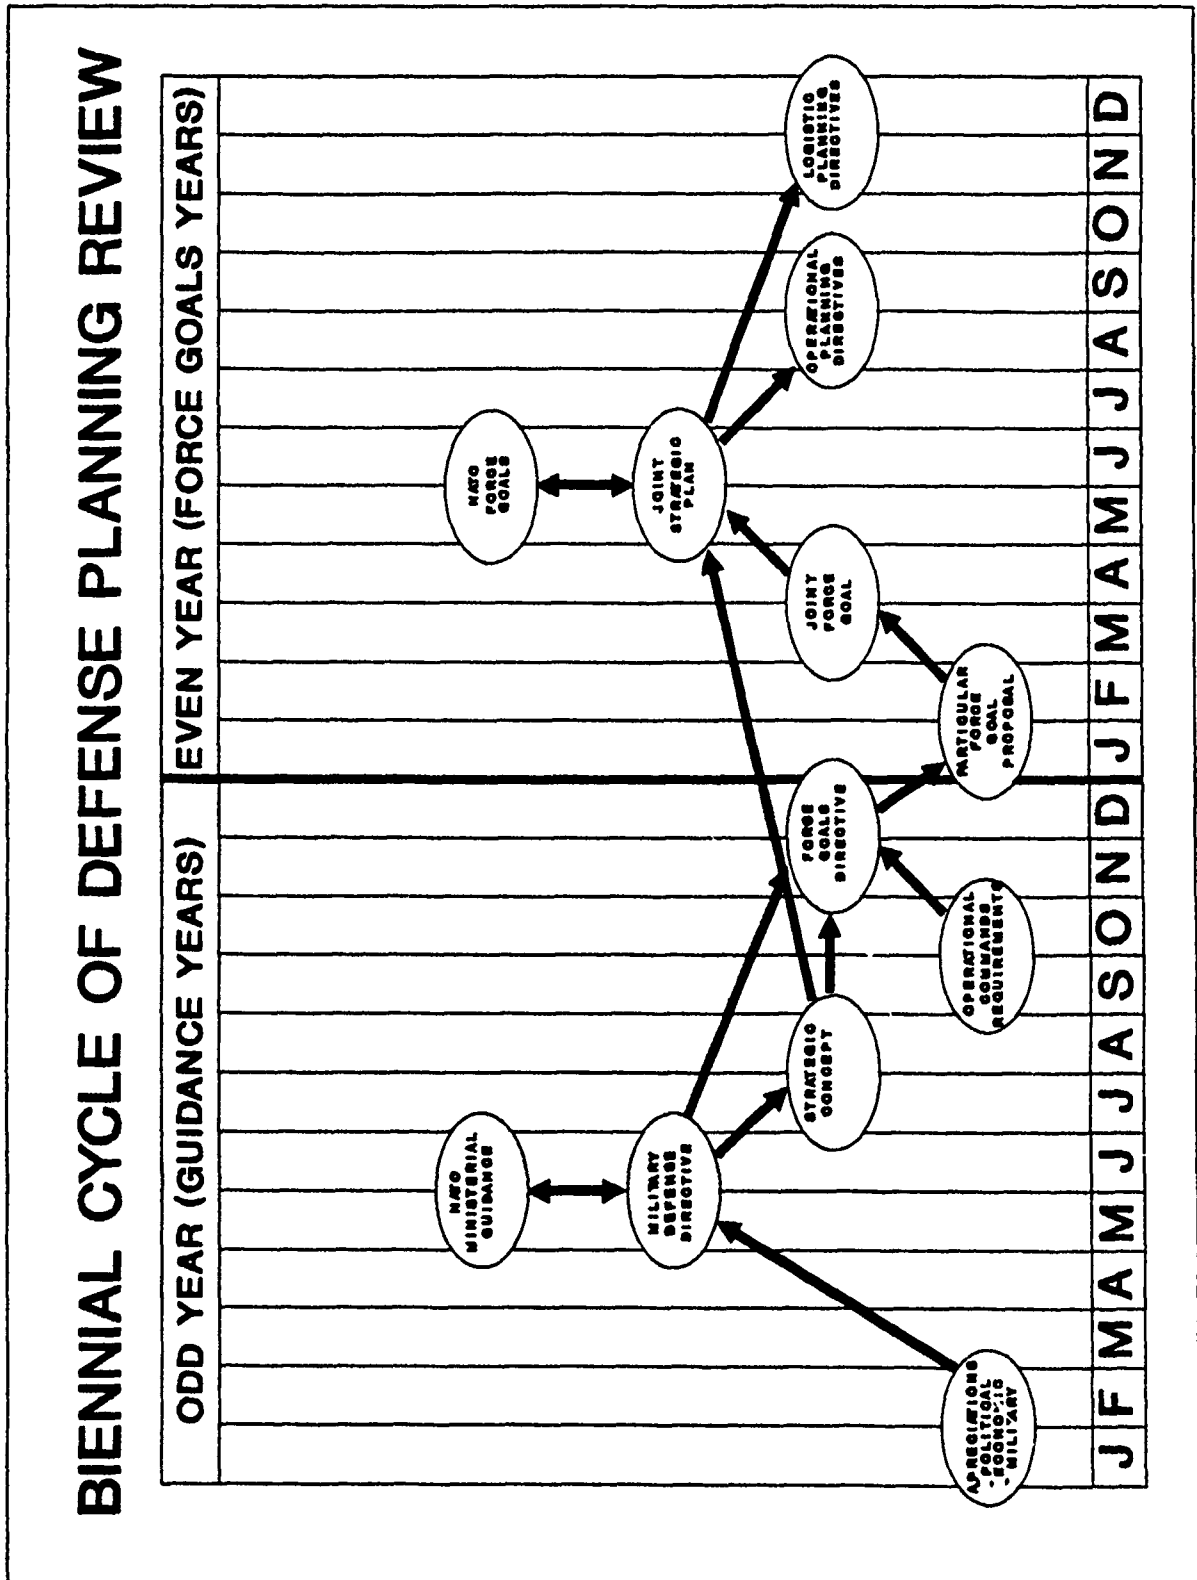 BIENNIAL CYCLE OF DEFENSE PLANNING REVIEW
ODD YEAR (GUIDANCE YEARS)
EVEN YEAR (FORCE GOALS YEARS)
NATO
MINISTERIAL
GUIDANCE
NATO
FORCE
GOALS
MILITARY
DEFENSE
DIRECTIVE
JOINT
STRATEGIC
PLAN
STRATEGIC
CONCEPT
FORCE
GOALS
DIRECTIVE
JOINT
FORCE
GOAL
OPERATIONAL
PLANNING
DIRECTIVES
LOGISTIC
PLANNING
DIRECTIVES
APRECIATIONS
- POLITICAL
- ECONOMIC
- MILITARY
OPERATIONAL
COMMANDS
REQUIREMENTS
PARTICULAR
FORCE
GOAL
PROPOSAL
J F M A M J J A S O N D J F M A M J J A S O N D